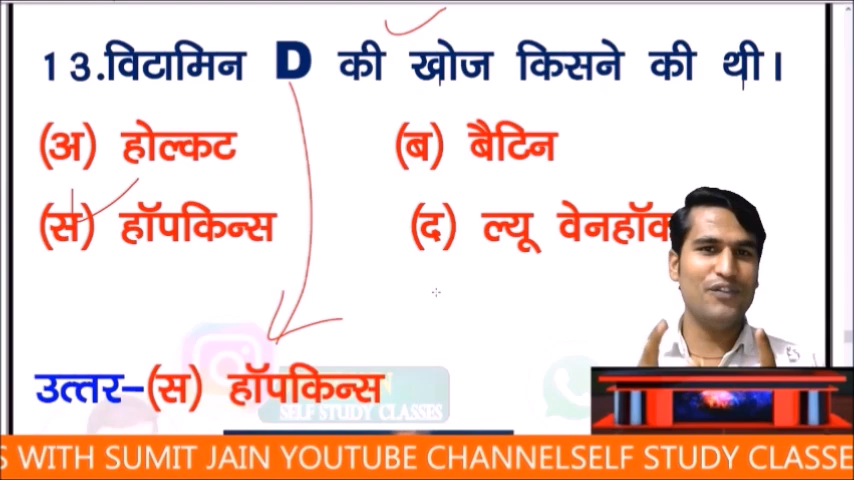 13.विटामिन D की खोज किसने की थी।
(अ) होल्कट (ब) बैटिन
(स) हॉपकिन्स (द) ल्यू वेनहॉक
उत्तर–(स) हॉपकिन्स
SELF STUDY CLASSES
S WITH SUMIT JAIN YOUTUBE CHANNELSELF STUDY CLASSE